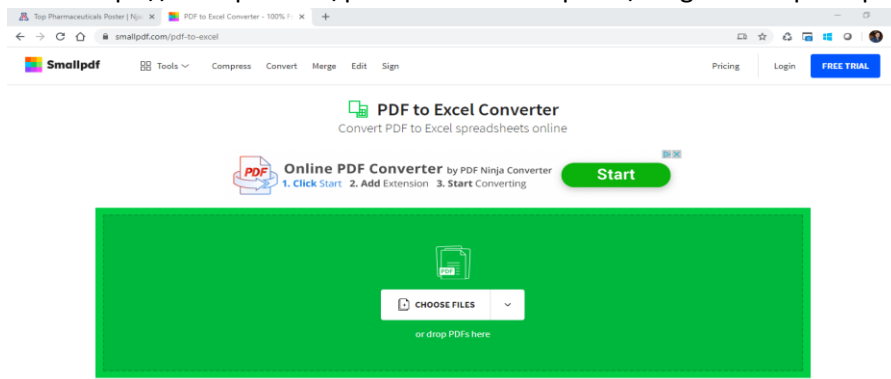 Top Pharmaceuticals Poster | Njar
PDF to Excel Converter - 100% F
smallpdf.com/pdf-to-excel
Smallpdf Tools Compress Convert Merge Edit Sign Pricing Login FREE TRIAL
PDF to Excel Converter
Convert PDF to Excel spreadsheets online
PDF Online PDF Converter by PDF Ninja Converter Start
1. Click Start 2. Add Extension 3. Start Converting
PDF
CHOOSE FILES
or drop PDFs here